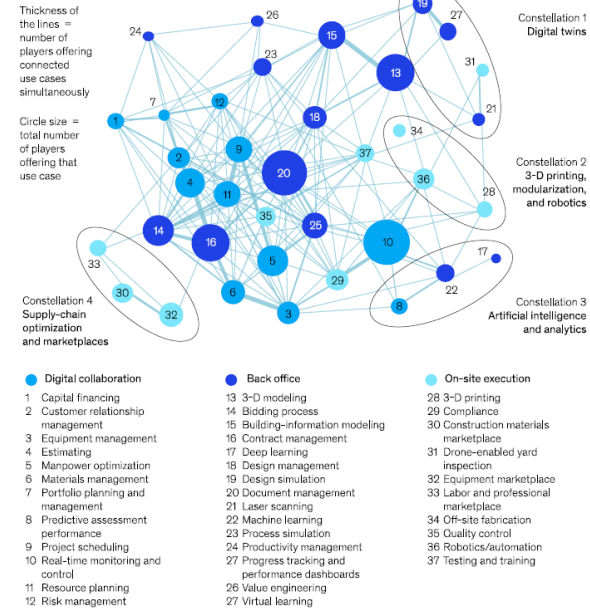 Thickness of
the lines =
number of
players offering
connected
use cases
simultaneously
Circle size =
total number
of players
offering that
use case
24
26
23
15
19
27
13
31
21
1
7
12
18
2
9
37
34
4
11
20
36
28
35
14
16
25
10
5
29
17
22
8
6
3
33
30
32
Constellation 1
Digital twins
Constellation 2
3-D printing,
modularization,
and robotics
Constellation 3
Artificial intelligence
and analytics
Constellation 4
Supply-chain
optimization
and marketplaces
Digital collaboration
1 Capital financing
2 Customer relationship
management
3 Equipment management
4 Estimating
5 Manpower optimization
6 Materials management
7 Portfolio planning and
management
8 Predictive assessment
performance
9 Project scheduling
10 Real-time monitoring and
control
11 Resource planning
12 Risk management
Back office
13 3-D modeling
14 Bidding process
15 Building–information modeling
16 Contract management
17 Deep learning
18 Design management
19 Design simulation
20 Document management
21 Laser scanning
22 Machine learning
23 Process simulation
24 Productivity management
27 Progress tracking and
performance dashboards
26 Value engineering
27 Virtual learning
On-site execution
28 3-D printing
29 Compliance
30 Construction materials
marketplace
31 Drone-enabled yard
inspection
32 Equipment marketplace
33 Labor and professional
marketplace
34 Off-site fabrication
35 Quality control
36 Robotics/automation
37 Testing and training